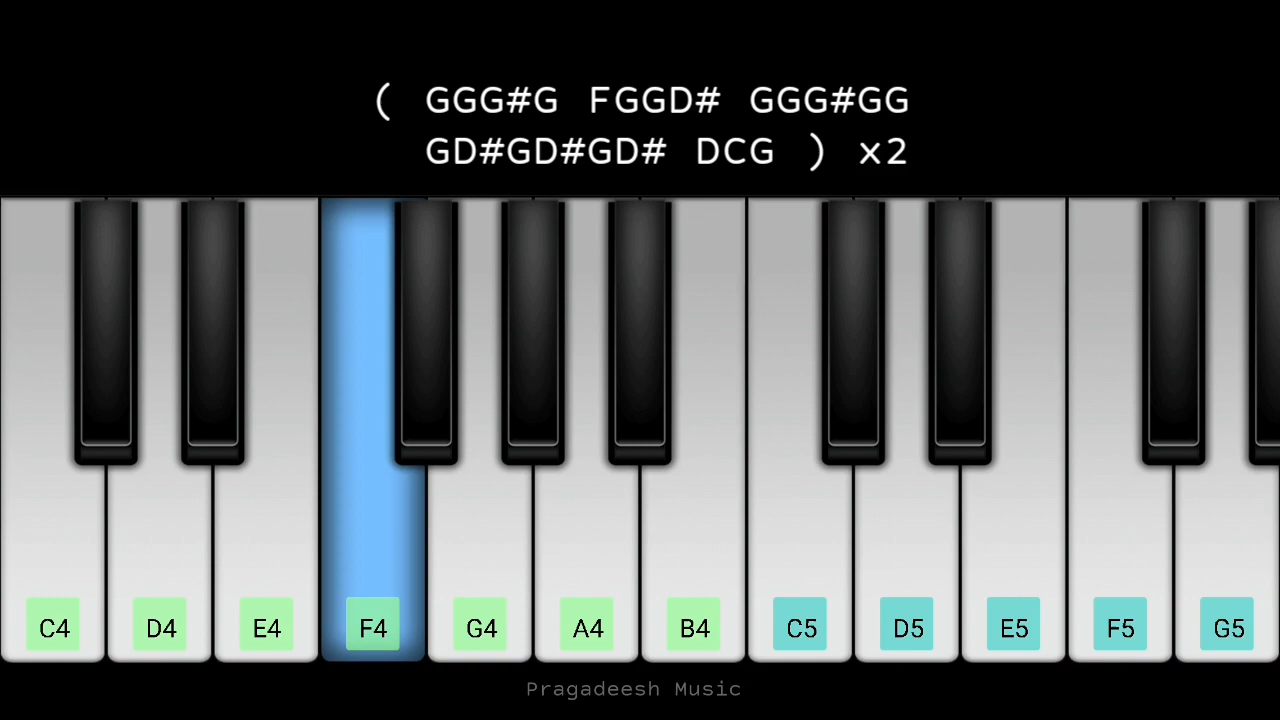 ( GGG#G FGGD# GGG#GG
GD#GD#GD# DCG ) x2
C4 D4 E4 F4 G4 A4 B4 C5 D5 E5 F5 G5
Pragadeesh Music